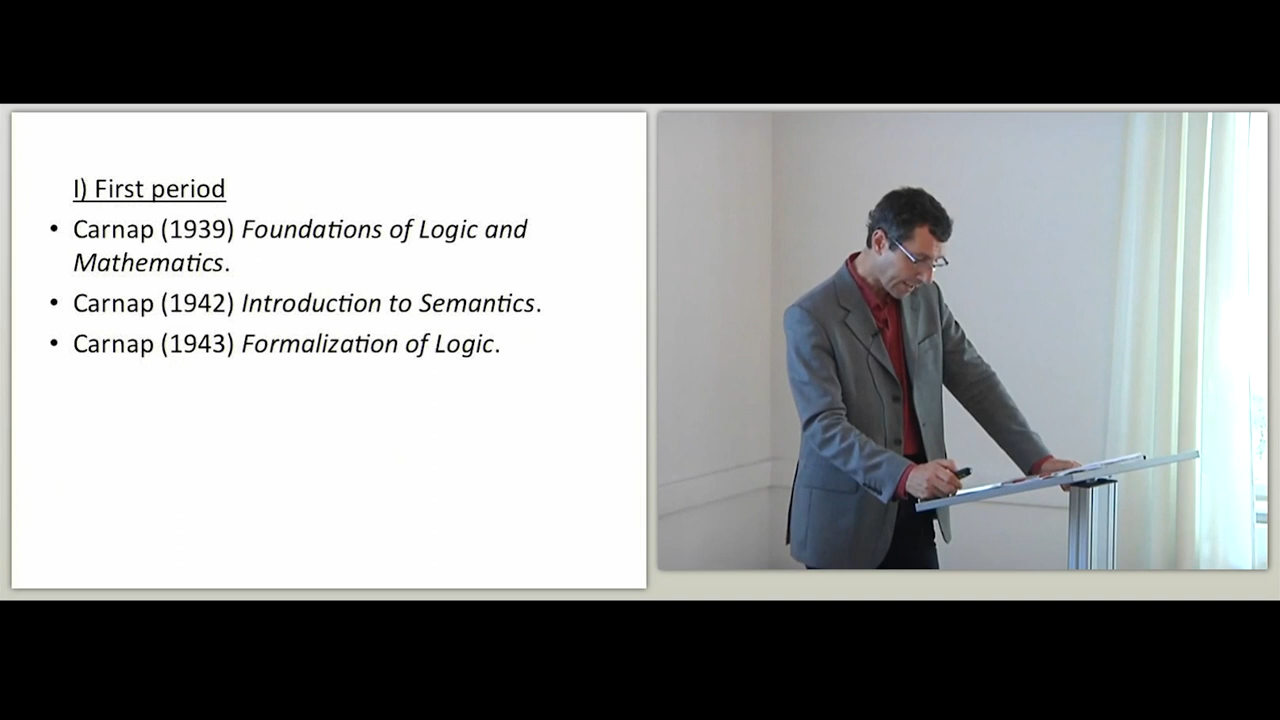 I) First period
• Carnap (1939) Foundations of Logic and
Mathematics.
• Carnap (1942) Introduction to Semantics.
• Carnap (1943) Formalization of Logic.